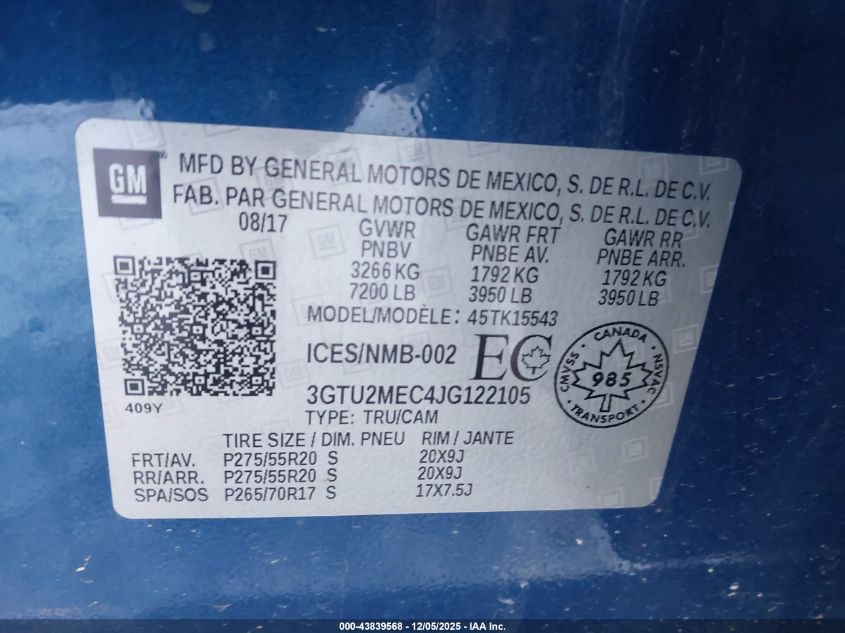 GM ® MFD BY GENERAL MOTORS DE MEXICO, S. DE R.L. DE C.V.
FAB. PAR GENERAL MOTORS DE MEXICO, S. DE R.L. DE C.V.
08/17 GVWR GAWR FRT GAWR RR
PNBV PNBE AV. PNBE ARR.
3266 KG 1792 KG 1792 KG
7200 LB 3950 LB 3950 LB
MODEL/MODÈLE: 45TK15543
ICES/NMB-002 EC
CANADA
CMVSS 985 NSVAC
TRANSPORT
3GTU2MEC4JG122105
409Y
TYPE: TRU/CAM
TIRE SIZE / DIM. PNEU RIM / JANTE
FRT/AV. P275/55R20 S 20X9J
RR/ARR. P275/55R20 S 20X9J
SPA/SOS P265/70R17 S 17X7.5J
000-43839568 - 12/05/2025 - IAA Inc.